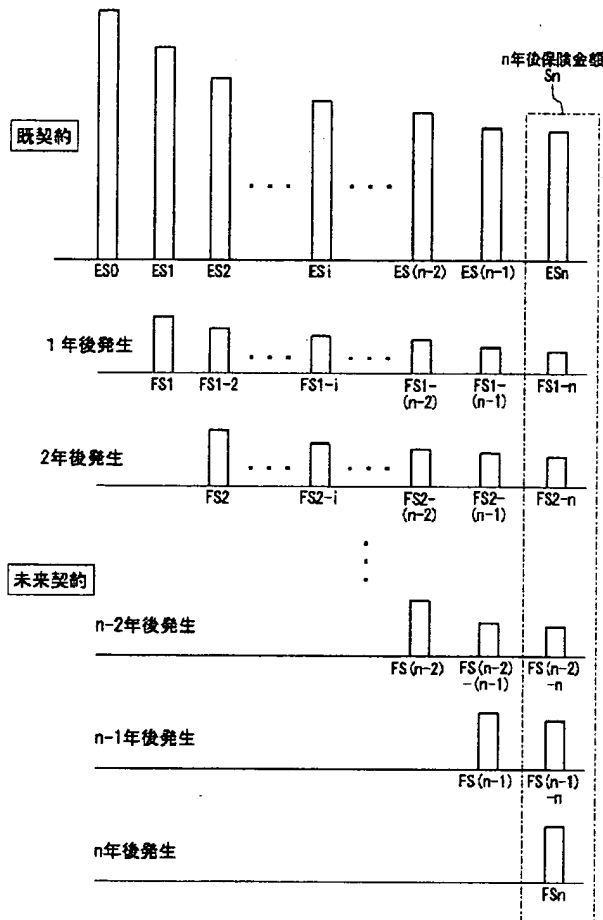 n年後保険金額
Sn
既契約
ES0 ES1 ES2 ESi ES(n-2) ES(n-1) ESn
1年後発生
FS1 FS1-2 FS1-i FS1-(n-2) FS1-(n-1) FS1-n
2年後発生
FS2 FS2-i FS2-(n-2) FS2-(n-1) FS2-n
未来契約
n-2年後発生
FS(n-2) FS(n-2)-(n-1) FS(n-2)-n
n-1年後発生
FS(n-1) FS(n-1)-n
n年後発生
FSn